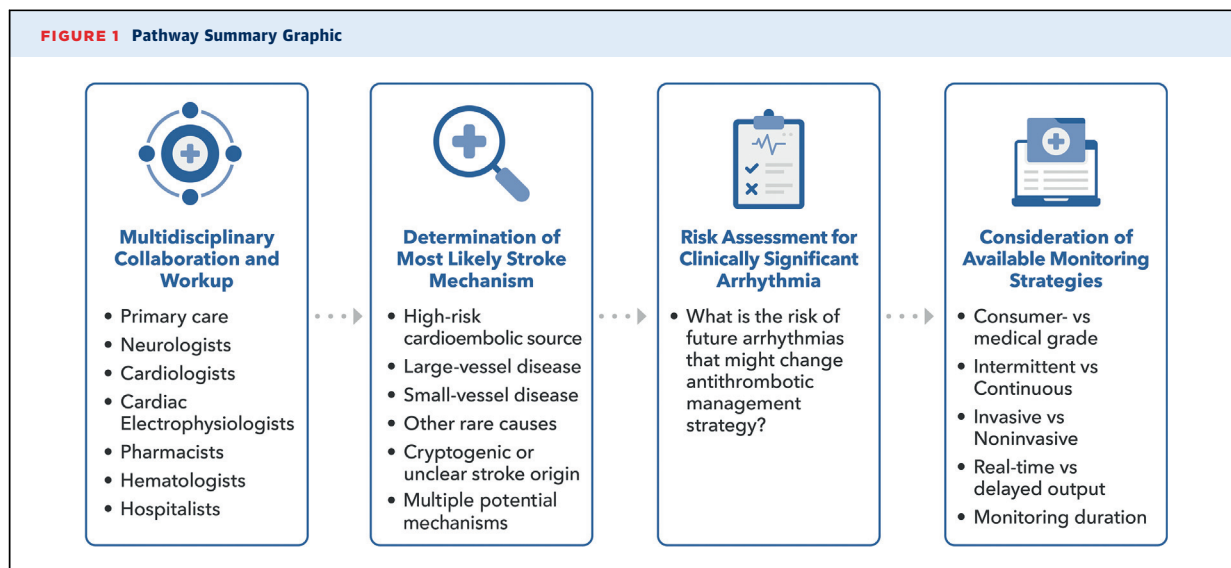 FIGURE 1 Pathway Summary Graphic
Multidisciplinary
Collaboration and
Workup
• Primary care
• Neurologists
• Cardiologists
• Cardiac
Electrophysiologists
• Pharmacists
• Hematologists
• Hospitalists
Determination of
Most Likely Stroke
Mechanism
• High-risk
cardioembolic source
• Large-vessel disease
• Small-vessel disease
• Other rare causes
• Cryptogenic or
unclear stroke origin
• Multiple potential
mechanisms
Risk Assessment for
Clinically Significant
Arrhythmia
• What is the risk of
future arrhythmias
that might change
antithrombotic
management
strategy?
Consideration of
Available Monitoring
Strategies
• Consumer- vs
medical grade
• Intermittent vs
Continuous
• Invasive vs
Noninvasive
• Real-time vs
delayed output
• Monitoring duration